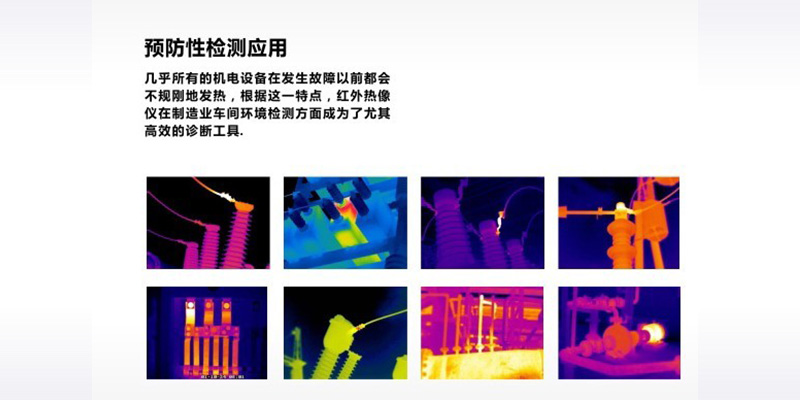 预防性检测应用
几乎所有的机电设备在发生故障以前都会
不规刚地发热，根据这一特点，红外热像
仪在制造业车间环境检测方面成为了尤其
高效的诊断工具.